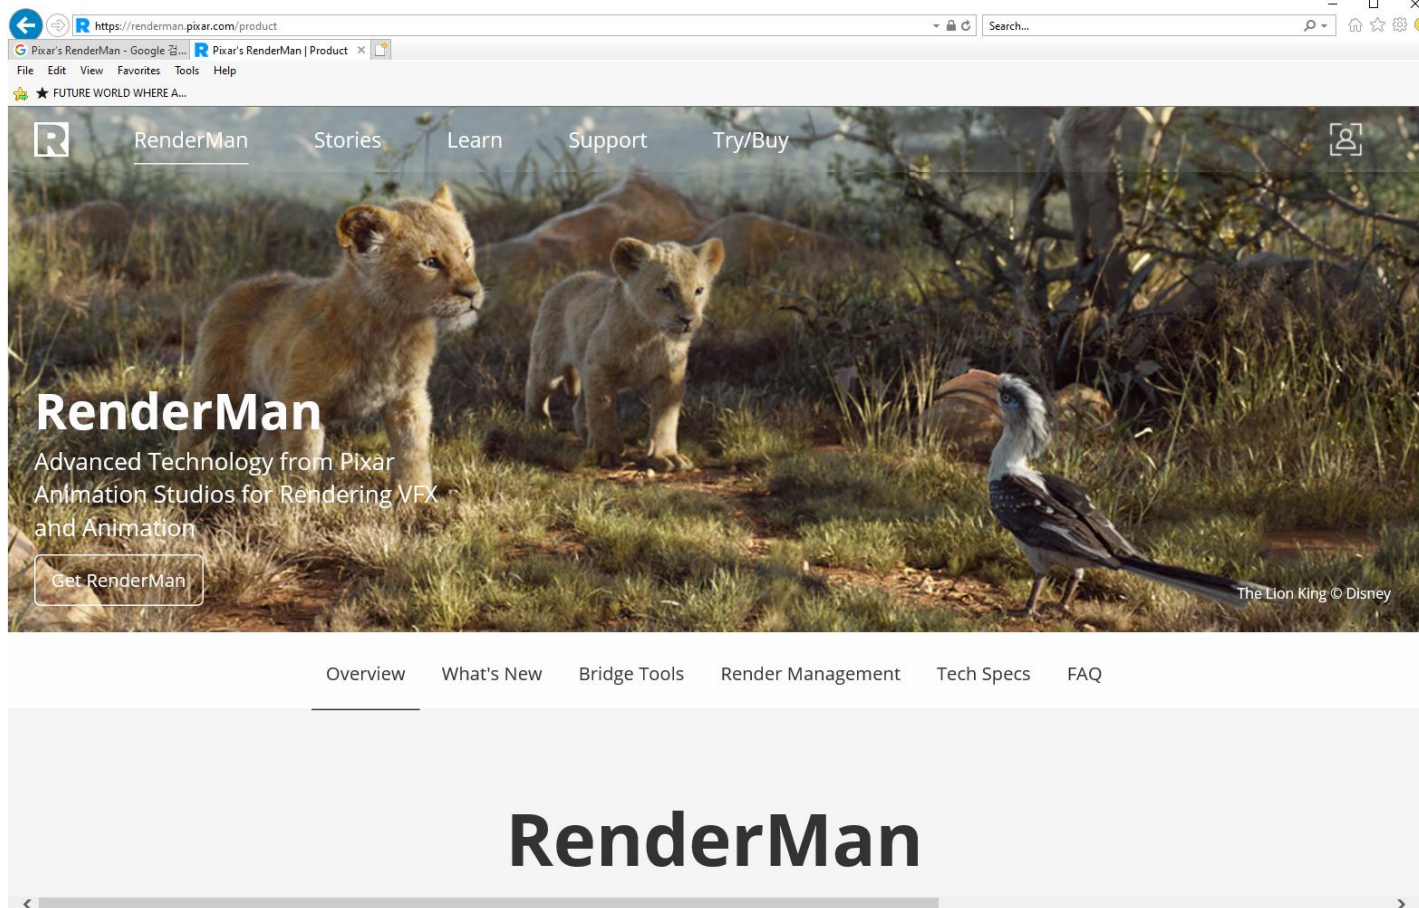 https://renderman.pixar.com/product
Search...
Pixar's RenderMan - Google 검...
Pixar's RenderMan | Product
File Edit View Favorites Tools Help
FUTURE WORLD WHERE A...
R RenderMan Stories Learn Support Try/Buy
RenderMan
Advanced Technology from Pixar
Animation Studios for Rendering VFX
and Animation
Get RenderMan
The Lion King © Disney
Overview What's New Bridge Tools Render Management Tech Specs FAQ
RenderMan